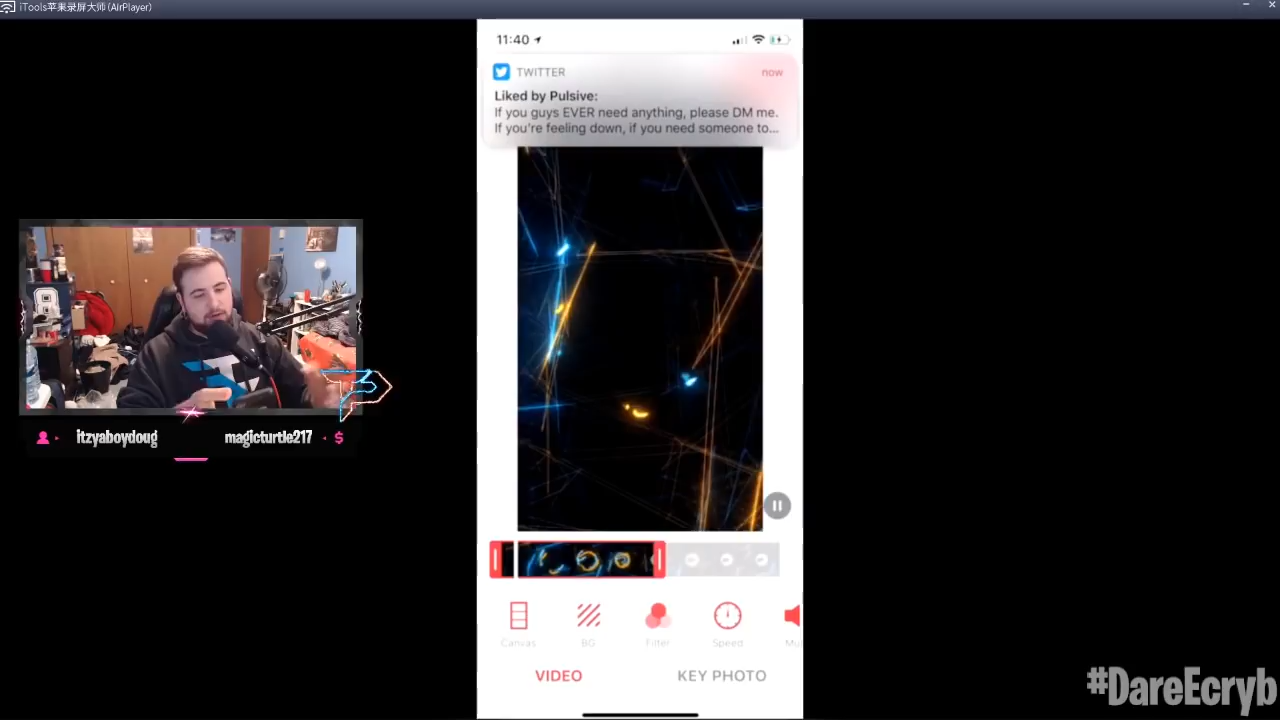 iTools苹果录屏大师(AirPlayer)
11:40
TWITTER
now
Liked by Pulsive:
If you guys EVER need anything, please DM me.
If you're feeling down, if you need someone to...
itzyaboydoug
magicturtle217
$
Canvas
BG
Filter
Speed
VIDEO
KEY PHOTO
#DareEcryb